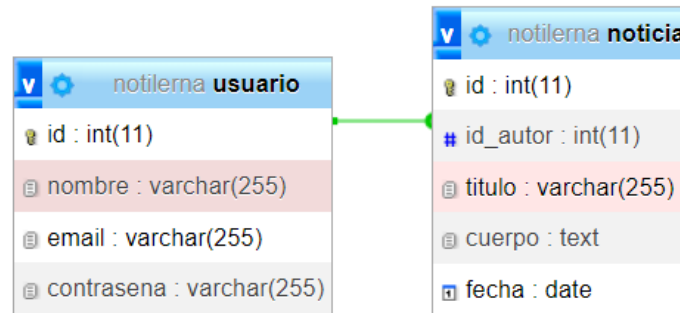 v notilerna usuario
id : int(11)
nombre : varchar(255)
email : varchar(255)
contrasena : varchar(255)
v notilerna noticia
id : int(11)
# id_autor : int(11)
titulo : varchar(255)
cuerpo : text
fecha : date